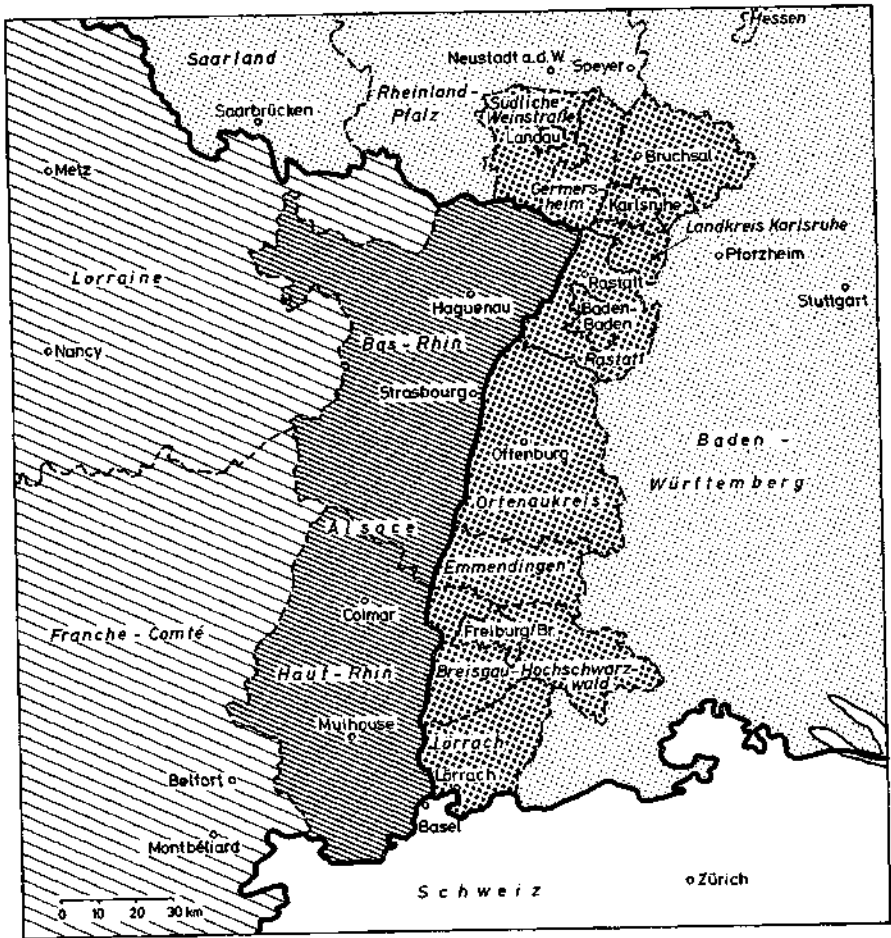 Hessen
Saarland
Neustadt a.d.W.
Speyer
Rheinland-
Pfalz
Südliche
Weinstraße
Landau
Saarbrücken
Bruchsal
Metz
Germers-
heim
Karlsruhe
Landkreis Karlsruhe
Pforzheim
Lorraine
Rastatt
Stuttgart
Haguenau
Baden-
Baden
Bas-Rhin
Rastatt
Nancy
Strasbourg
Offenburg
Baden-
Württemberg
Ortenaukreis
Alsace
Emmendingen
Colmar
Freiburg/Br.
Franche-Comté
Haut-Rhin
Breisgau-Hochschwarz-
wald
Mulhouse
Lörrach
Lörrach
Belfort
Basel
Montbéliard
Schweiz
Zürich
0 10 20 30 km